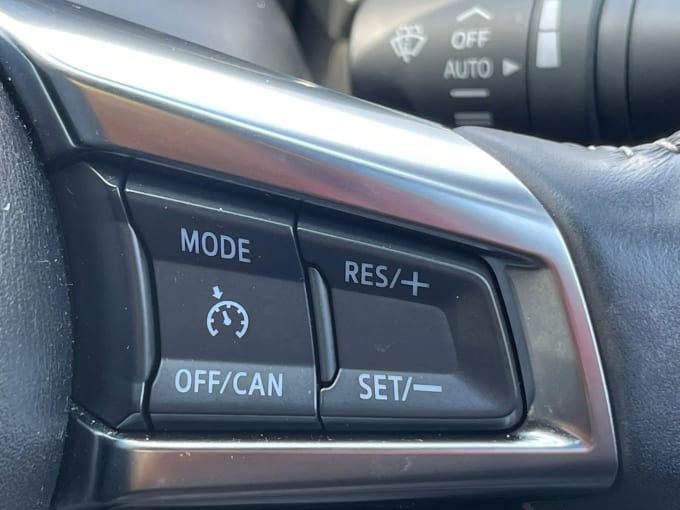 OFF
AUTO
MODE
RES/+
OFF/CAN
SET/—